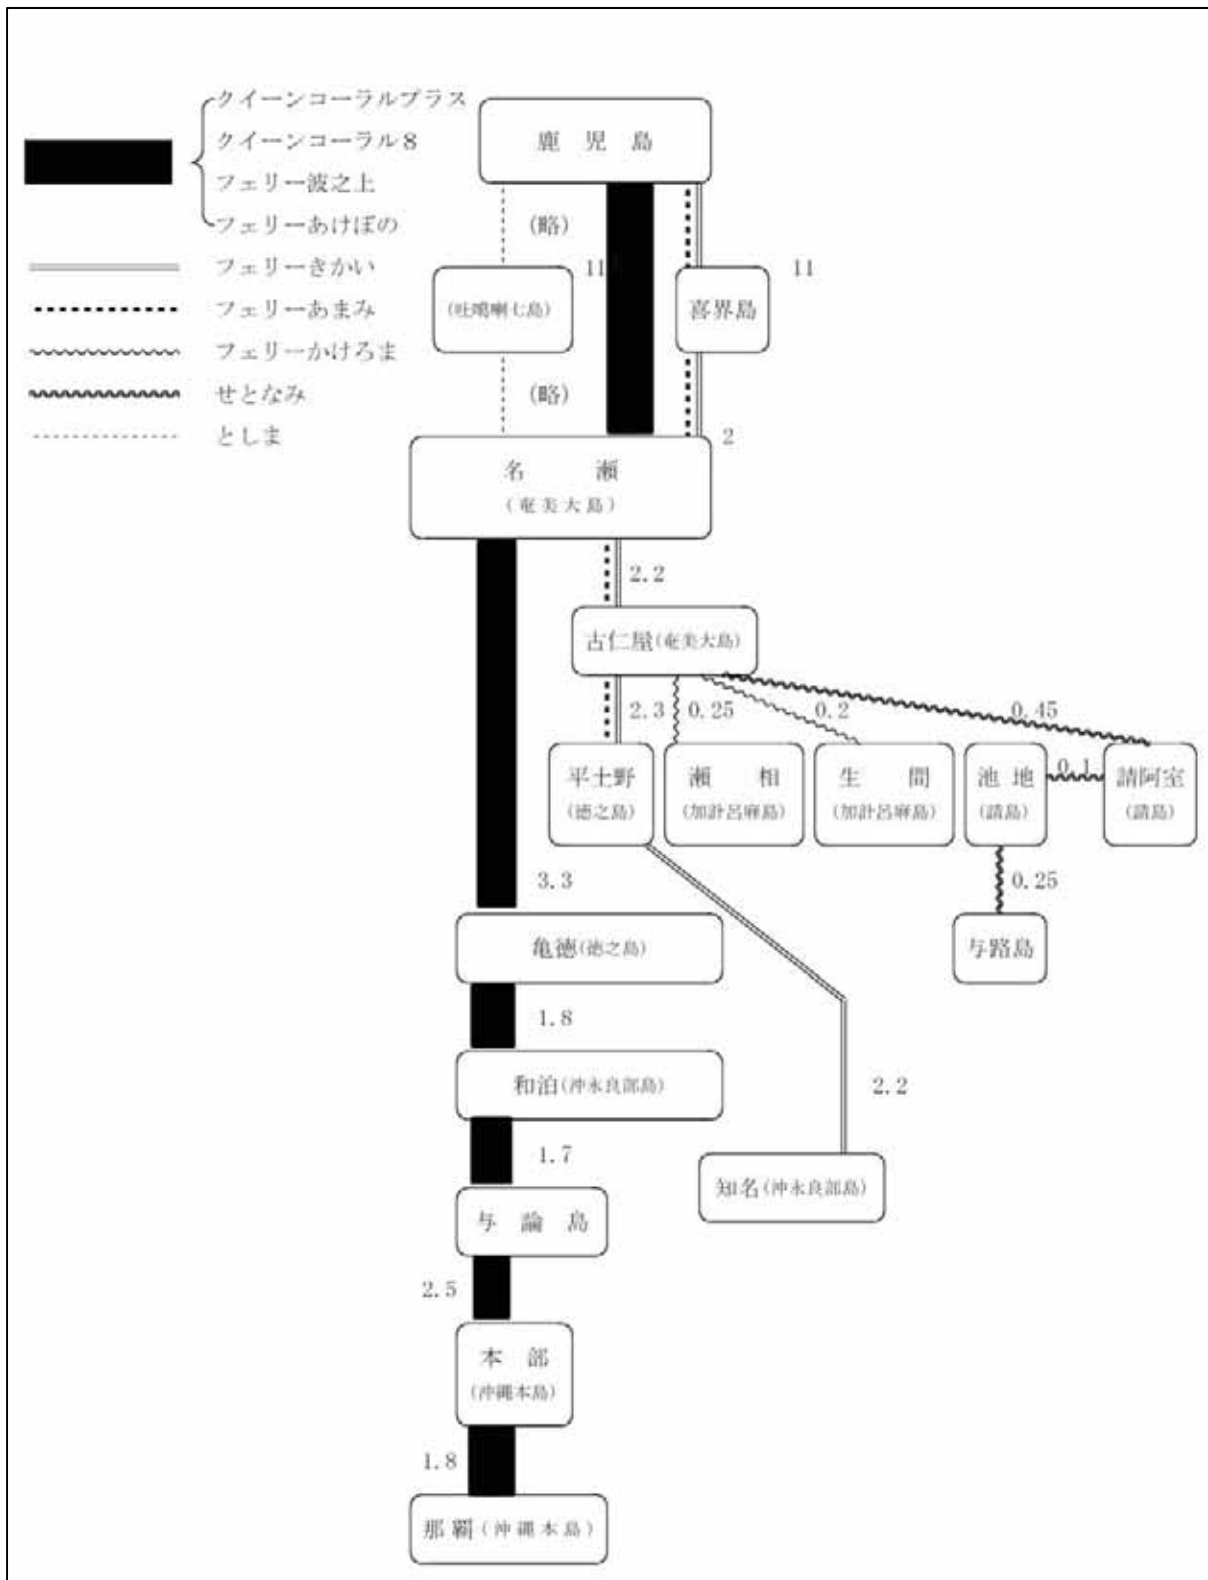 クイーンコーラルプラス
クイーンコーラル８
フェリー波之上
フェリーあけぼの
フェリーきかい
フェリーあまみ
フェリーかけろま
せとなみ
としま
鹿児島
(略)
11
11
(吐噶喇七島)
喜界島
(略)
2
名瀬
(奄美大島)
2.2
古仁屋(奄美大島)
2.3
0.25
0.2
0.45
平土野
(徳之島)
瀬相
(加計呂麻島)
生間
(加計呂麻島)
池地
(請島)
0.1
請阿室
(請島)
3.3
0.25
亀徳(徳之島)
与路島
1.8
和泊(沖永良部島)
2.2
1.7
知名(沖永良部島)
与論島
2.5
本部
(沖縄本島)
1.8
那覇(沖縄本島)